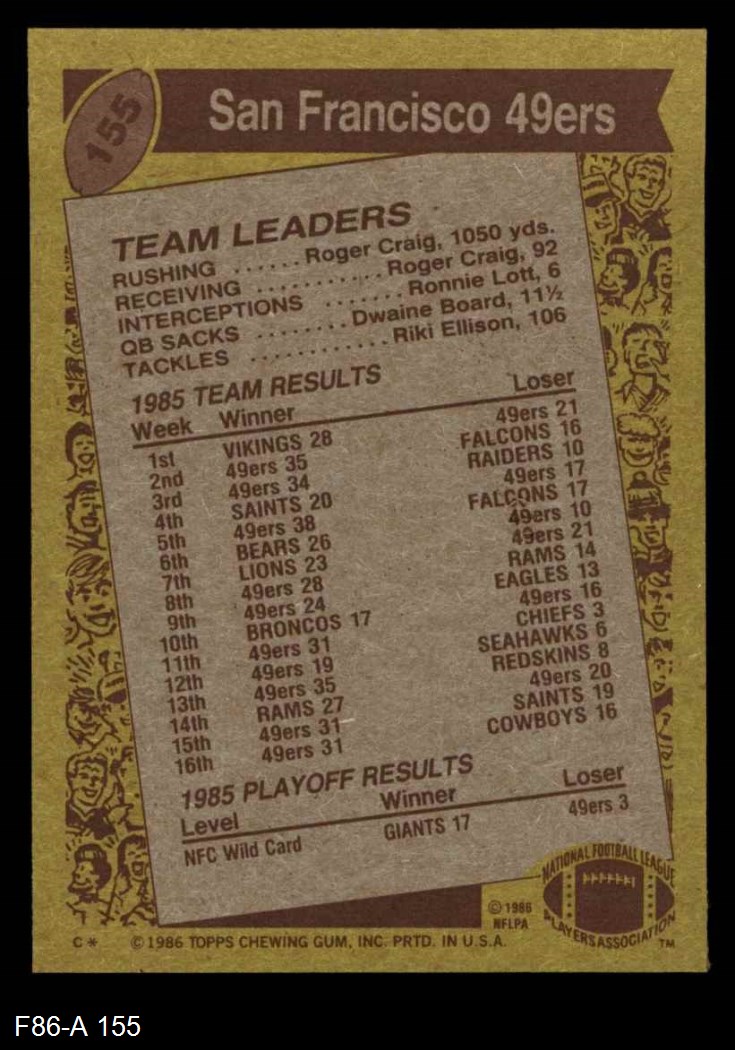 155
San Francisco 49ers
TEAM LEADERS
RUSHING ...... Roger Craig, 1050 yds.
RECEIVING ........... Roger Craig, 92
INTERCEPTIONS ....... Ronnie Lott, 6
QB SACKS ........ Dwaine Board, 11½
TACKLES ............ Riki Ellison, 106
1985 TEAM RESULTS
Week Winner Loser
1st VIKINGS 28 49ers 21
2nd 49ers 35 FALCONS 16
3rd 49ers 34 RAIDERS 10
4th SAINTS 20 49ers 17
5th 49ers 38 FALCONS 17
6th BEARS 26 49ers 10
7th LIONS 23 49ers 21
8th 49ers 28 RAMS 14
9th 49ers 24 EAGLES 13
10th BRONCOS 17 49ers 16
11th 49ers 31 CHIEFS 3
12th 49ers 19 SEAHAWKS 6
13th 49ers 35 REDSKINS 8
14th RAMS 27 49ers 20
15th 49ers 31 SAINTS 19
16th 49ers 31 COWBOYS 16
1985 PLAYOFF RESULTS
Level Winner Loser
NFC Wild Card GIANTS 17 49ers 3
© 1986
NFLPA
NATIONAL FOOTBALL LEAGUE
PLAYERS ASSOCIATION
TM
C* © 1986 TOPPS CHEWING GUM, INC. PRTD. IN U.S.A.
F86-A 155